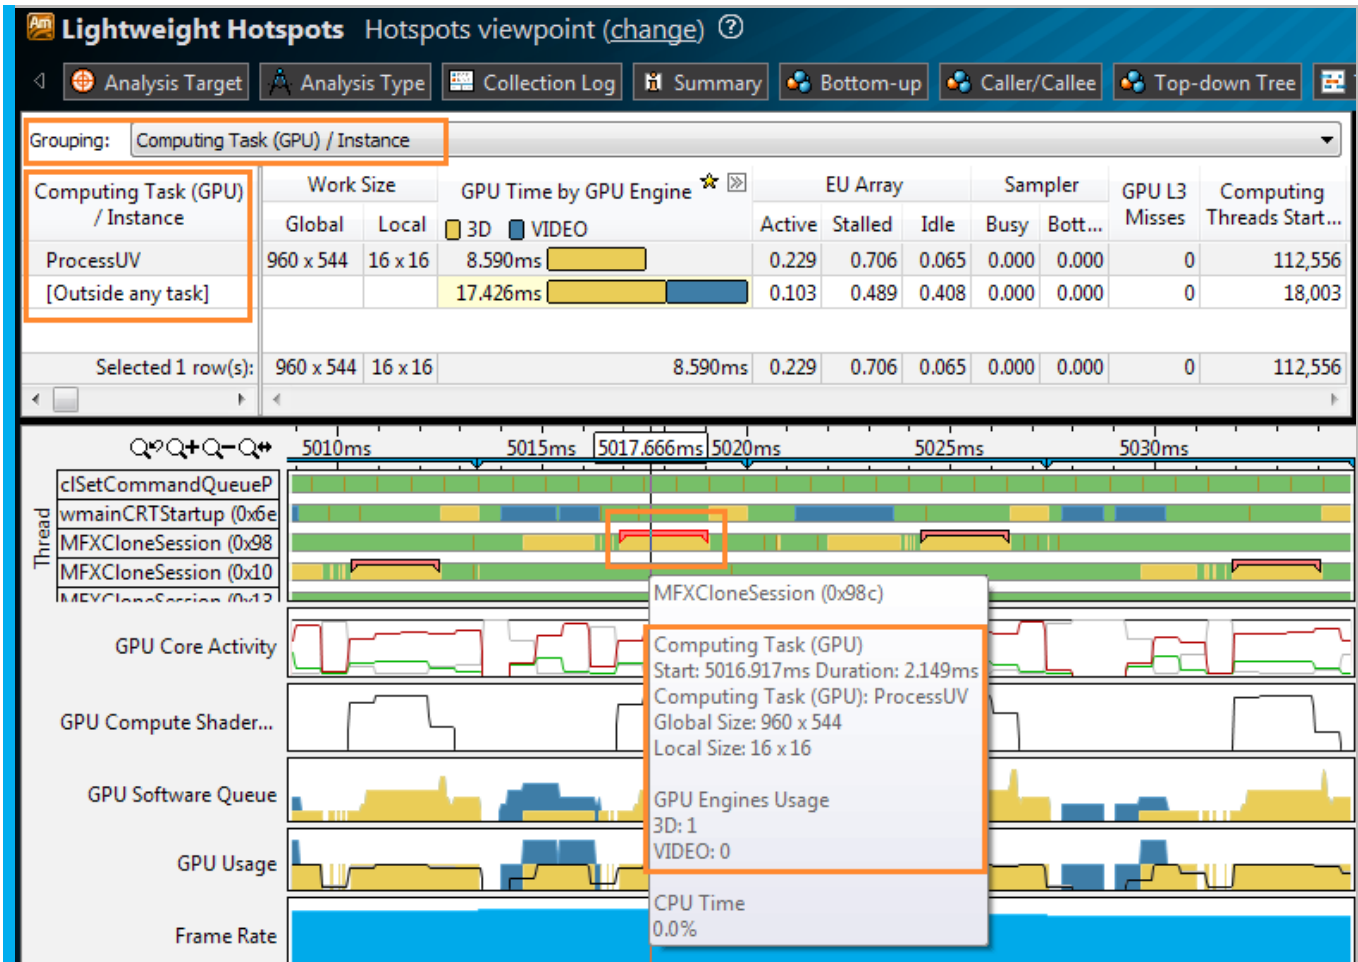 Am Lightweight Hotspots Hotspots viewpoint (change) ?
Analysis Target Analysis Type Collection Log Summary Bottom-up Caller/Callee Top-down Tree
Grouping: Computing Task (GPU) / Instance
Computing Task (GPU) / Instance
Work Size
GPU Time by GPU Engine
EU Array
Sampler
GPU L3 Misses
Computing Threads Start...
Global Local 3D VIDEO Active Stalled Idle Busy Bott...
ProcessUV 960 x 544 16 x 16 8.590ms 0.229 0.706 0.065 0.000 0.000 0 112,556
[Outside any task] 17.426ms 0.103 0.489 0.408 0.000 0.000 0 18,003
Selected 1 row(s): 960 x 544 16 x 16 8.590ms 0.229 0.706 0.065 0.000 0.000 0 112,556
5010ms 5015ms 5017.666ms 5020ms 5025ms 5030ms
Thread
clSetCommandQueueP
wmainCRTStartup (0x6e
MFXCloneSession (0x98
MFXCloneSession (0x10
MFXCloneSession (0x12
GPU Core Activity
GPU Compute Shader...
GPU Software Queue
GPU Usage
Frame Rate
MFXCloneSession (0x98c)
Computing Task (GPU)
Start: 5016.917ms Duration: 2.149ms
Computing Task (GPU): ProcessUV
Global Size: 960 x 544
Local Size: 16 x 16
GPU Engines Usage
3D: 1
VIDEO: 0
CPU Time
0.0%